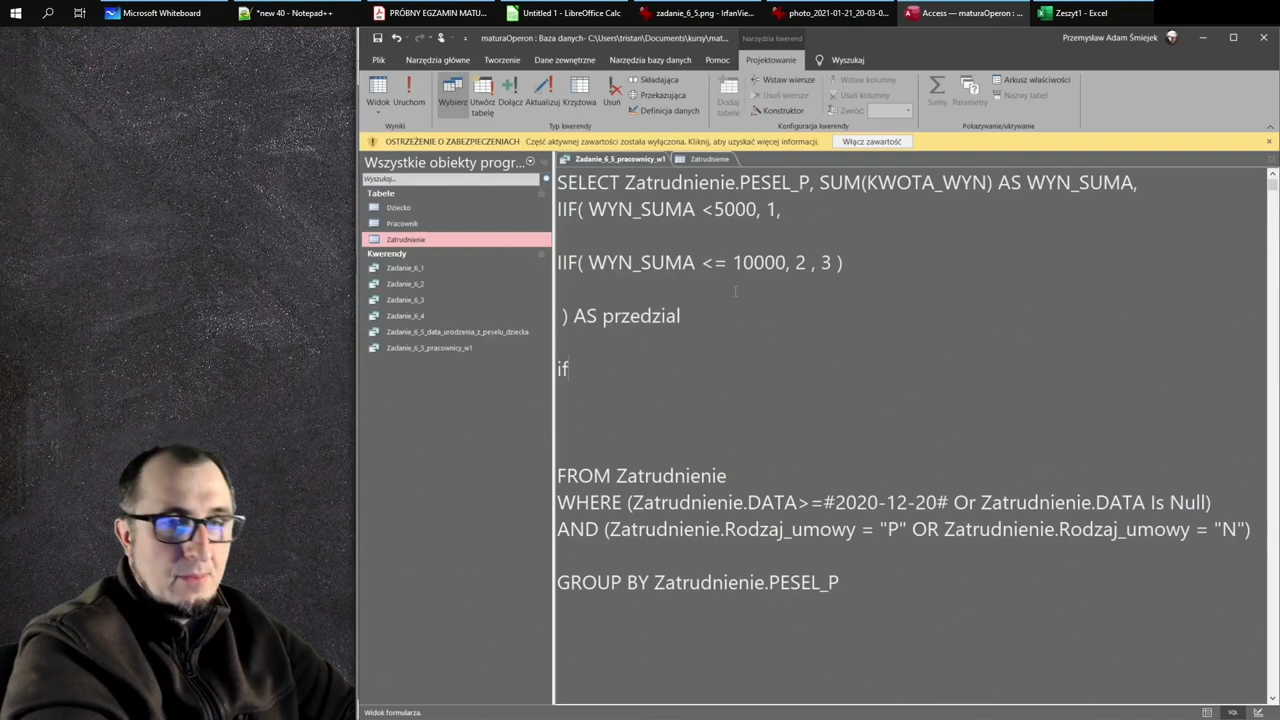 Microsoft Whiteboard
*new 40 - Notepad++
PRÓBNY EGZAMIN MATU...
Untitled 1 - LibreOffice Calc
zadanie_6_5.png - IrfanVie...
photo_2021-01-21_20-03-0...
Access — maturaOperon : ...
Zeszyt1 - Excel
maturaOperon : Baza danych- C:\Users\tristan\Documents\kursy\mat...
Narzędzia kwerend
Przemysław Adam Śmiejek
Plik
Narzędzia główne
Tworzenie
Dane zewnętrzne
Narzędzia bazy danych
Pomoc
Projektowanie
Wyszukaj
Widok
Uruchom
Wybierz
Utwórz tabelę
Dołącz
Aktualizuj
Krzyżowa
Usuń
Składająca
Przekazująca
Definicja danych
Dodaj tabele
Wstaw wiersze
Usuń wiersze
Konstruktor
Wstaw kolumny
Usuń kolumny
Zwróć:
Sumy
Parametry
Arkusz właściwości
Nazwy tabel
Wyniki
Typ kwerendy
Konfiguracja kwerendy
Pokazywanie/ukrywanie
OSTRZEŻENIE O ZABEZPIECZENIACH Część aktywnej zawartości została wyłączona. Kliknij, aby uzyskać więcej informacji.
Włącz zawartość
Wszystkie obiekty progr...
Wyszukaj...
Tabele
Dziecko
Pracownik
Zatrudnienie
Kwerendy
Zadanie_6_1
Zadanie_6_2
Zadanie_6_3
Zadanie_6_4
Zadanie_6_5_data_urodzenia_z_peselu_dziecka
Zadanie_6_5_pracownicy_w1
Zadanie_6_5_pracownicy_w1
Zatrudnienie
SELECT Zatrudnienie.PESEL_P, SUM(KWOTA_WYN) AS WYN_SUMA,
IIF( WYN_SUMA <5000, 1,
IIF( WYN_SUMA <= 10000, 2 , 3 )
) AS przedzial
if
FROM Zatrudnienie
WHERE (Zatrudnienie.DATA>=#2020-12-20# Or Zatrudnienie.DATA Is Null)
AND (Zatrudnienie.Rodzaj_umowy = "P" OR Zatrudnienie.Rodzaj_umowy = "N")
GROUP BY Zatrudnienie.PESEL_P
Widok formularza.
SQL